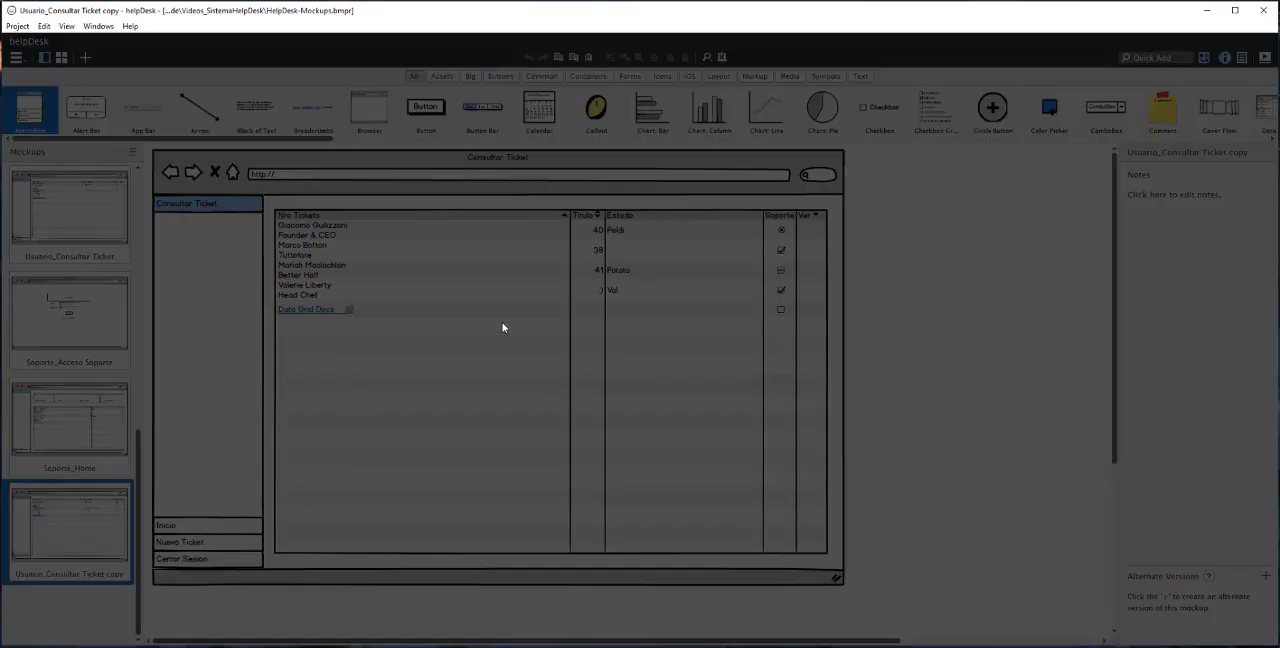 Usuario_Consultar Ticket copy - helpDesk - ...de\Videos_SistemaHelpDesk\HelpDesk-Mockups.bmpr]
Project Edit View Windows Help
helpDesk
Quick Add
All Assets Big Buttons Common Containers Forms Icons iOS Layout Markup Media Symbols Text
Button
Accordion Alert Box App Bar Arrow Block of Text Breadcrumbs Browser Button Button Bar Calendar Callout Chart: Bar Chart: Column Chart: Line Chart: Pie Checkbox Checkbox Gr... Circle Button Color Picker ComboBox Comment Cover Flow Data
Mockups
Usuario_Consultar Ticket
Soporte_Acceso Soporte
Soporte_Home
Usuario_Consultar Ticket copy
Consultar Ticket
http://
Consultar Ticket
Nro Tickets Titulo Estado Soporte Ver
Giacomo Guilizzoni
Founder & CEO 40 Peldi
Marco Botton
Tuttofare 38
Mariah Maclachlan
Better Half 41 Patata
Valerie Liberty
Head Chef :) Val
Data Grid Docs
Inicio
Nuevo Ticket
Cerrar Sesion
Usuario_Consultar Ticket copy
Notes
Click here to edit notes.
Alternate Versions ?
Click the '+' to create an alternate
version of this mockup.